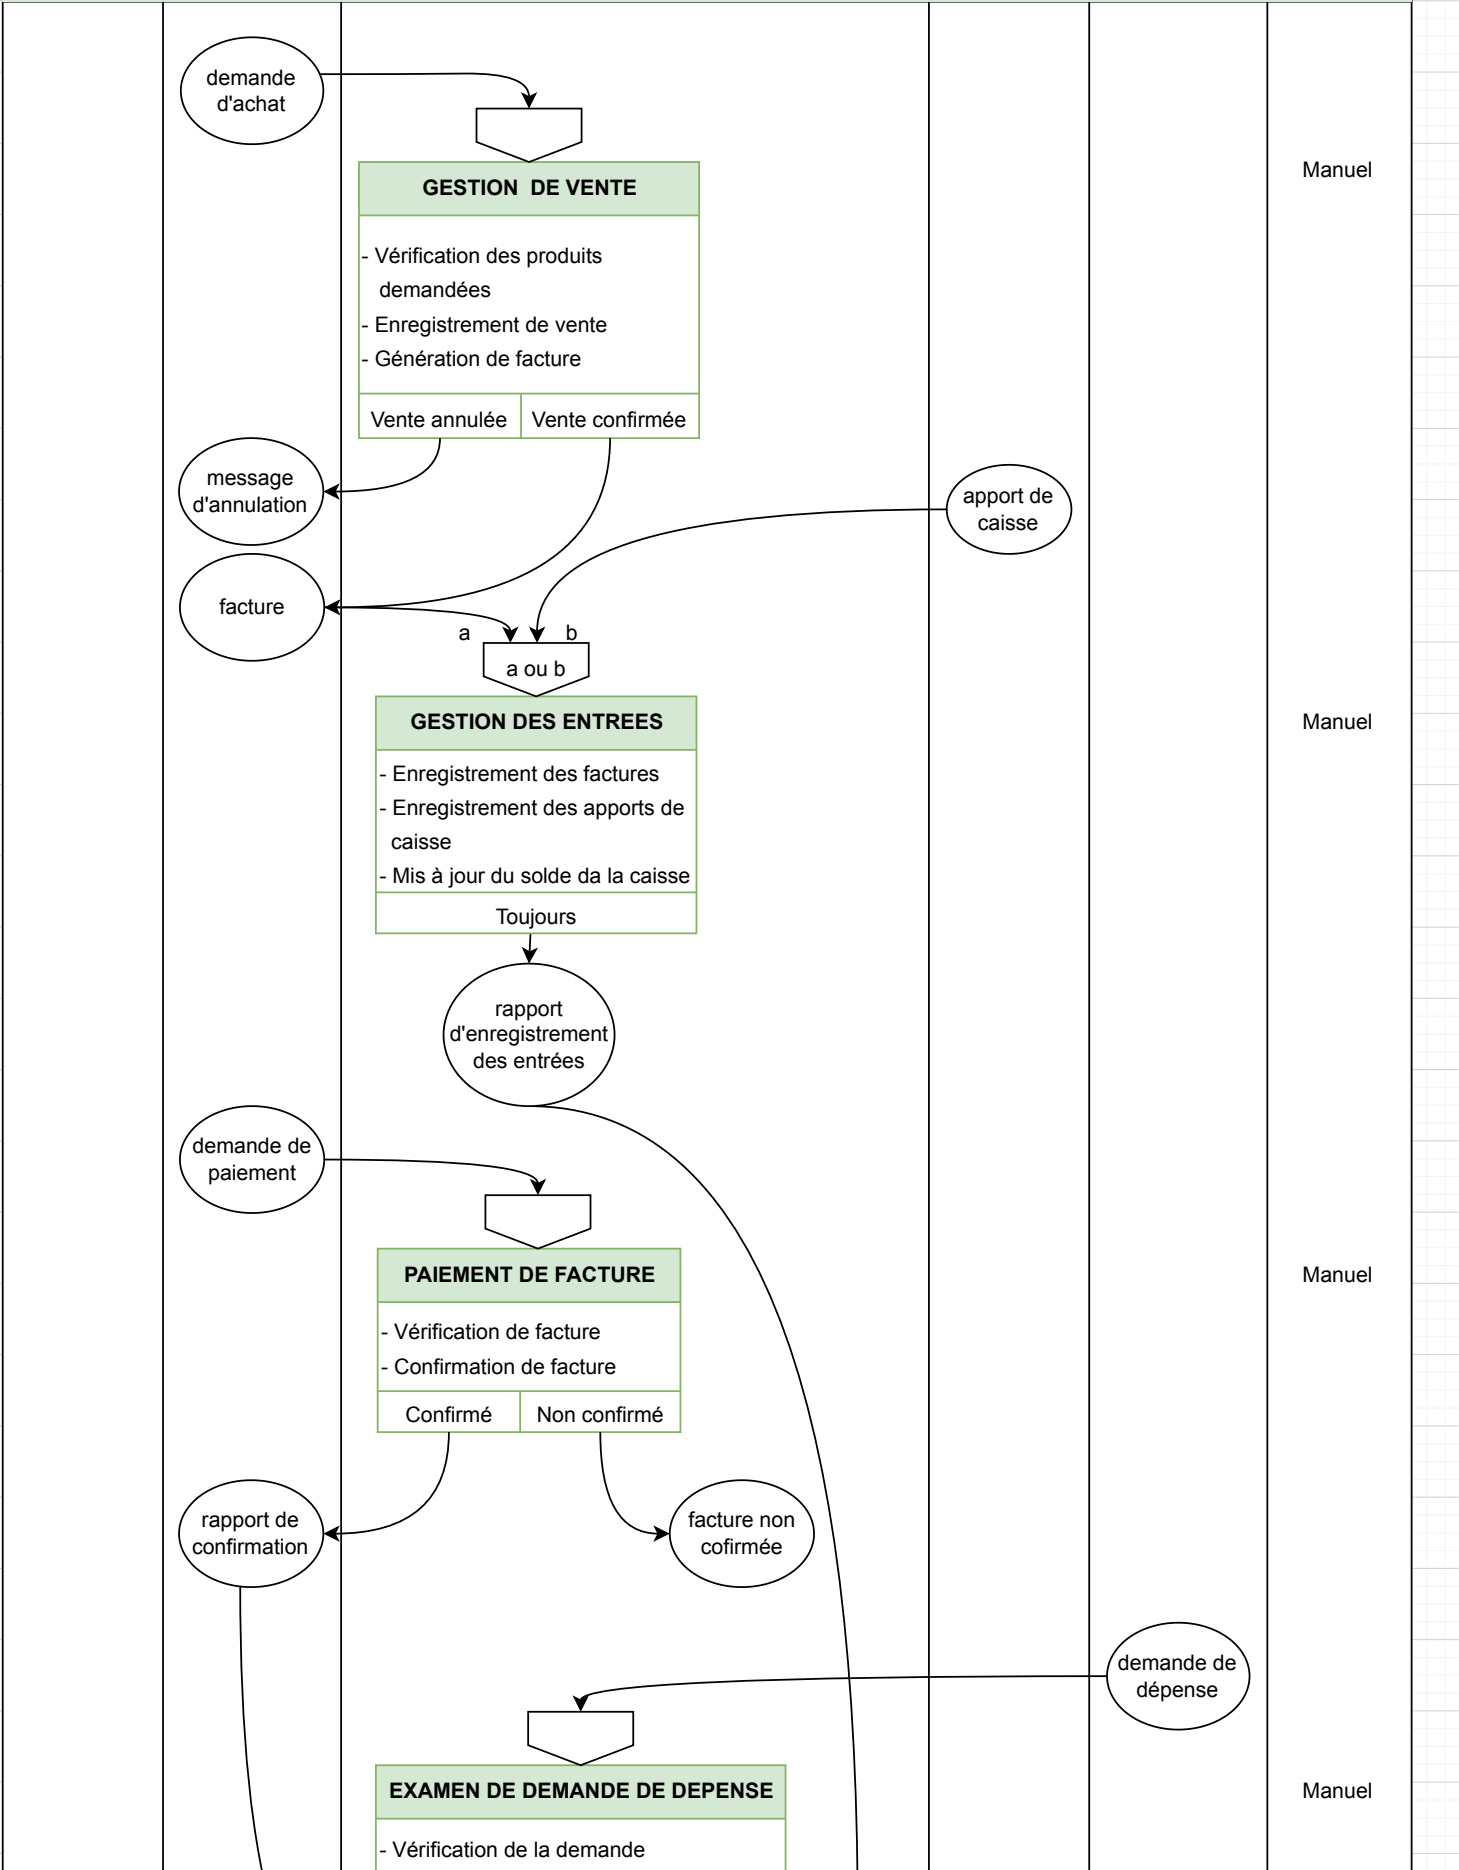 demande
d'achat
Manuel
GESTION  DE VENTE
- Vérification des produits
demandées
- Enregistrement de vente
- Génération de facture
Vente annulée
Vente confirmée
message
d'annulation
apport de
caisse
facture
a
b
a ou b
GESTION DES ENTREES
Manuel
- Enregistrement des factures
- Enregistrement des apports de
caisse
- Mis à jour du solde da la caisse
Toujours
rapport
d'enregistrement
des entrées
demande de
paiement
PAIEMENT DE FACTURE
Manuel
- Vérification de facture
- Confirmation de facture
Confirmé
Non confirmé
rapport de
confirmation
facture non
cofirmée
demande de
dépense
EXAMEN DE DEMANDE DE DEPENSE
Manuel
- Vérification de la demande